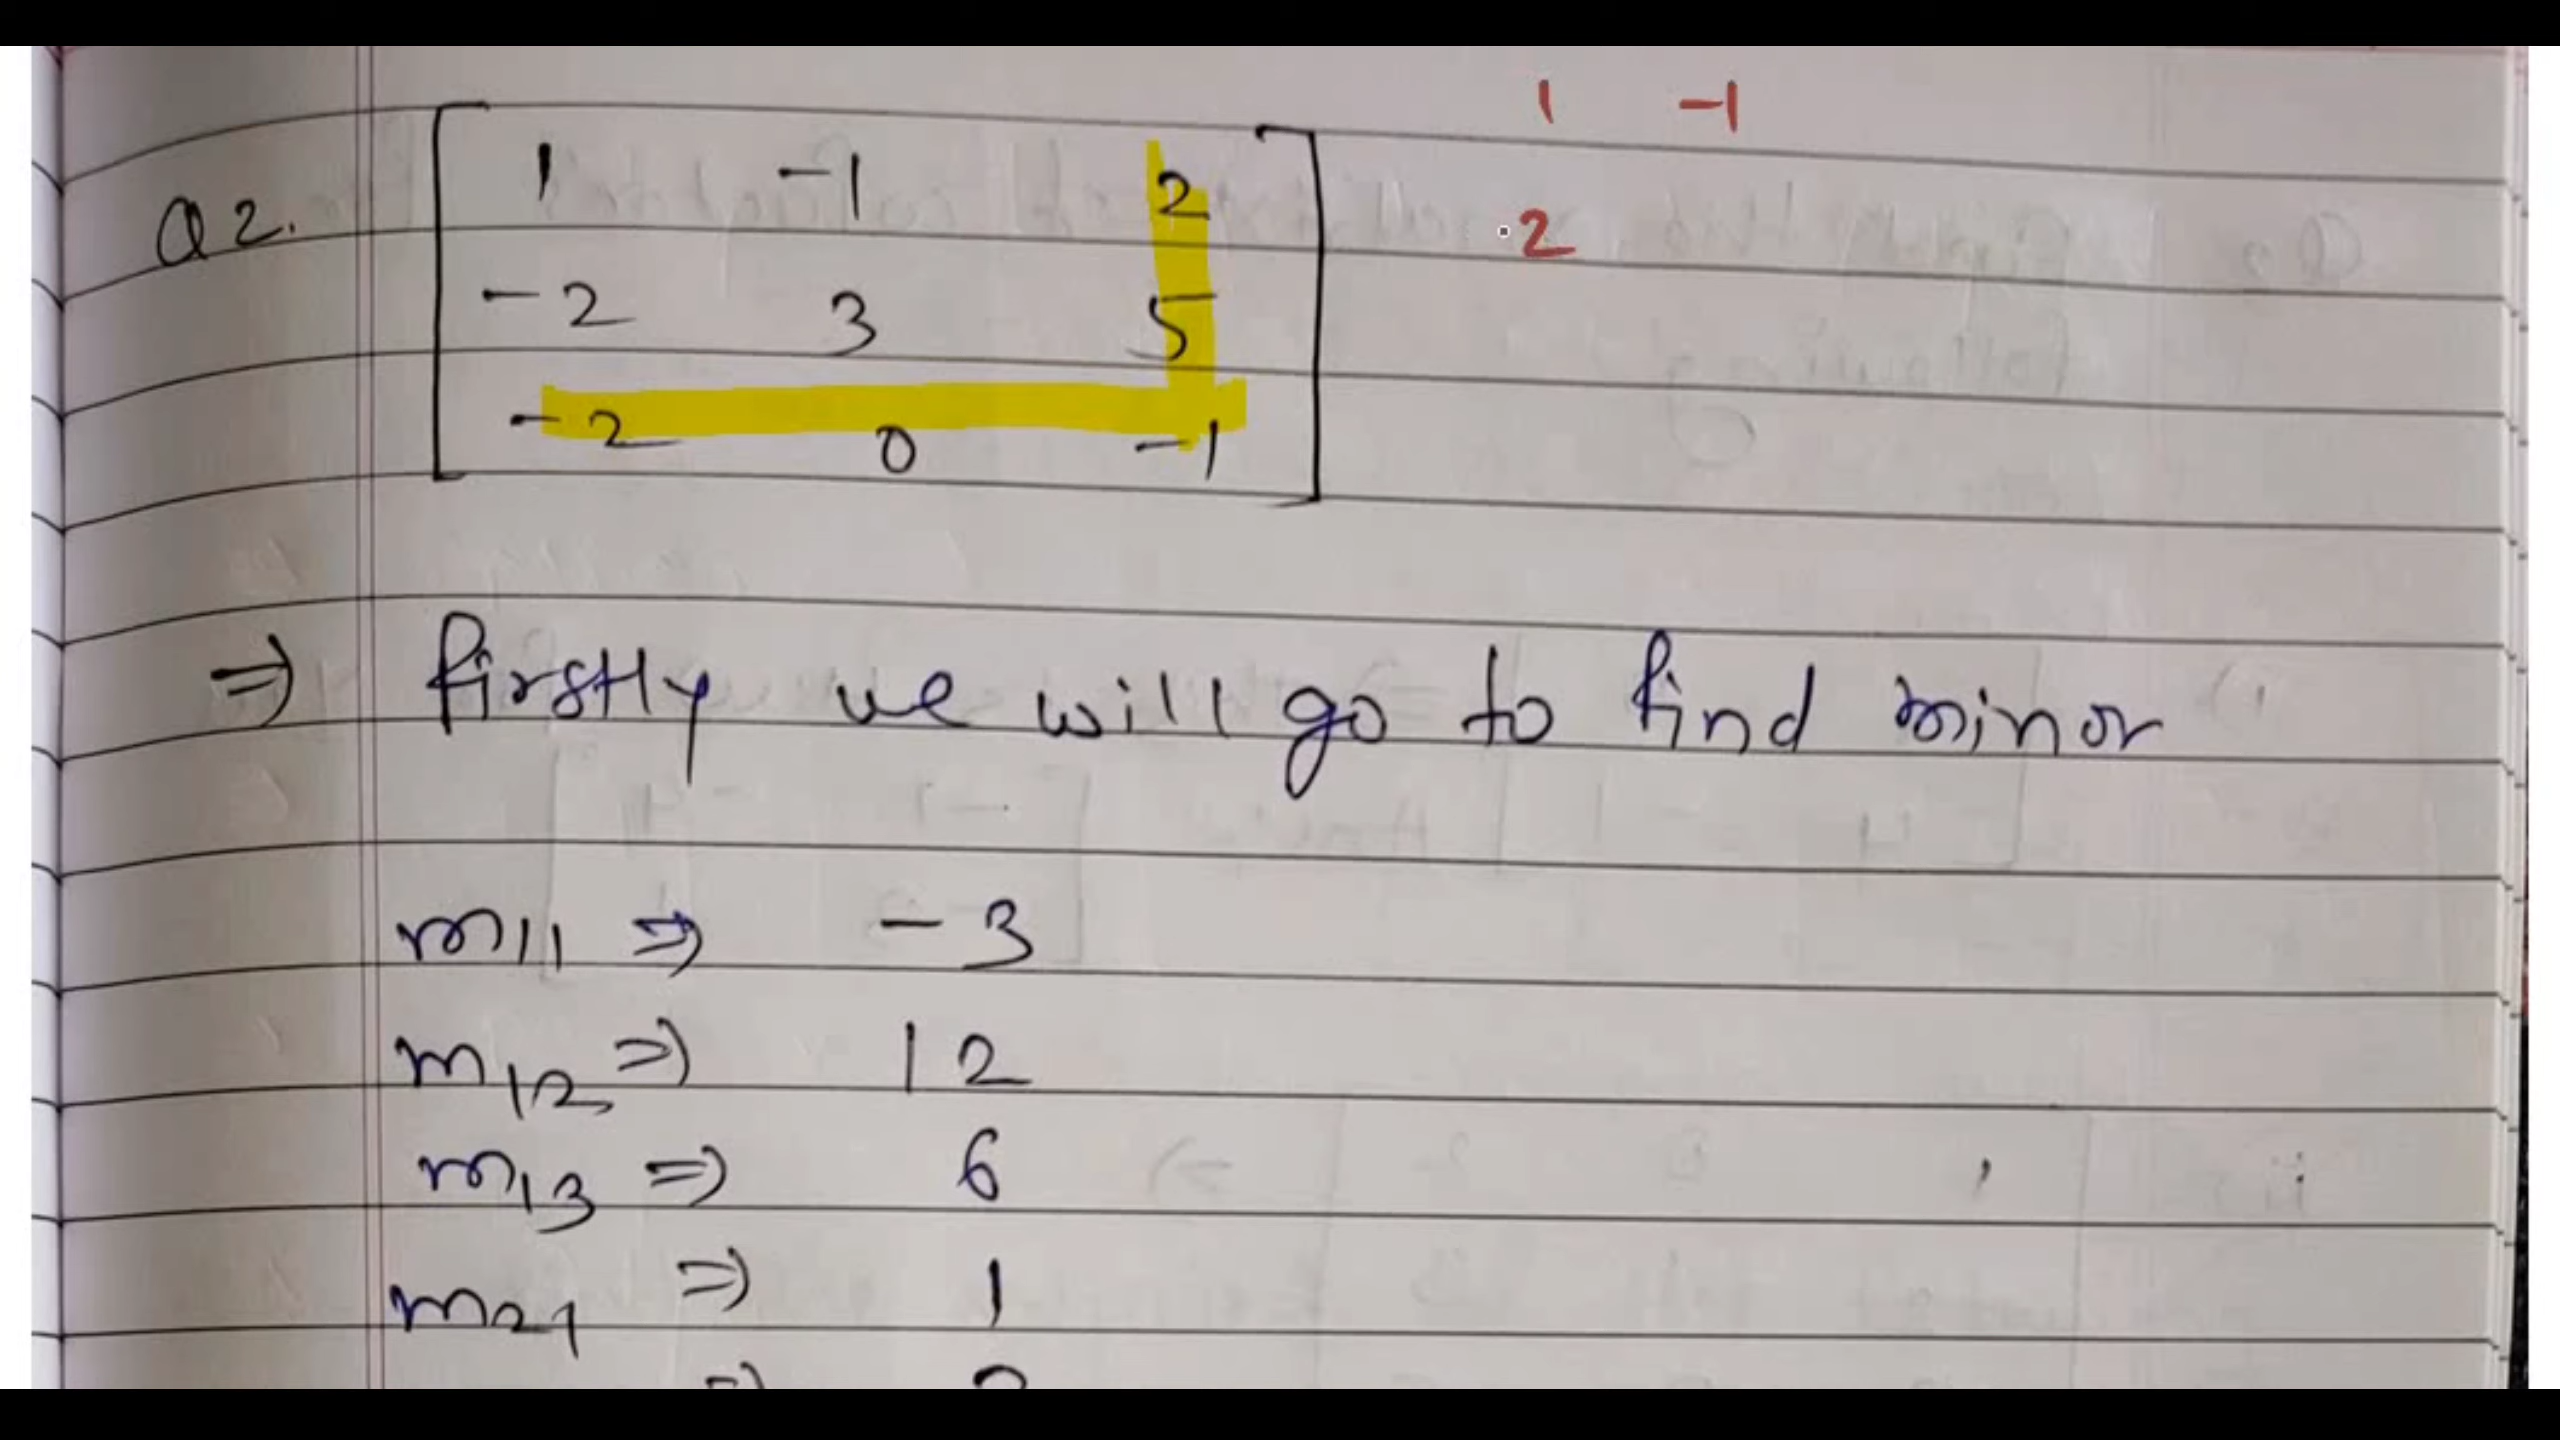 1 -1
1 -1 2
Q2.
2
-2 3 5
-2 0 -1
⇒ firstly we will go to find minor
m11 ⇒ -3
m12 ⇒ 12
m13 ⇒ 6
m21 ⇒ 1